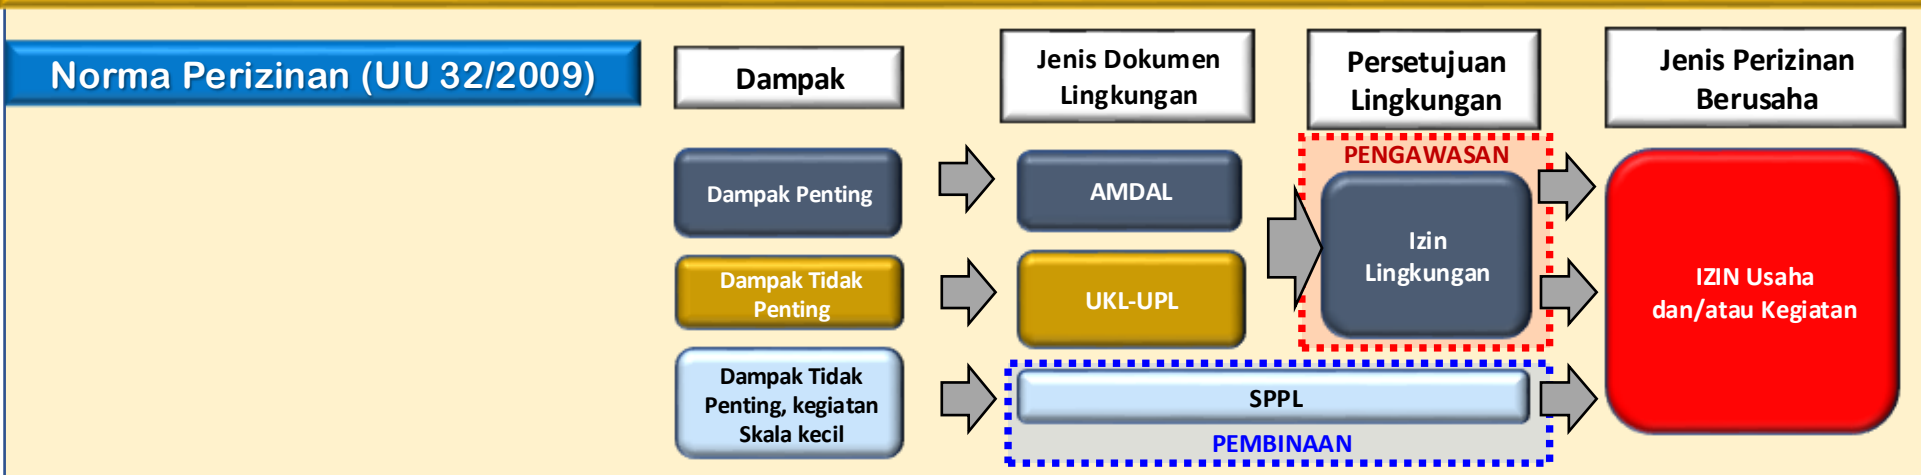 Norma Perizinan (UU 32/2009)
Dampak
Jenis Dokumen
Lingkungan
Persetujuan
Lingkungan
Jenis Perizinan
Berusaha
PENGAWASAN
Dampak Penting
AMDAL
Izin
Lingkungan
Dampak Tidak
Penting
UKL-UPL
IZIN Usaha
dan/atau Kegiatan
Dampak Tidak
Penting, kegiatan
Skala kecil
SPPL
PEMBINAAN